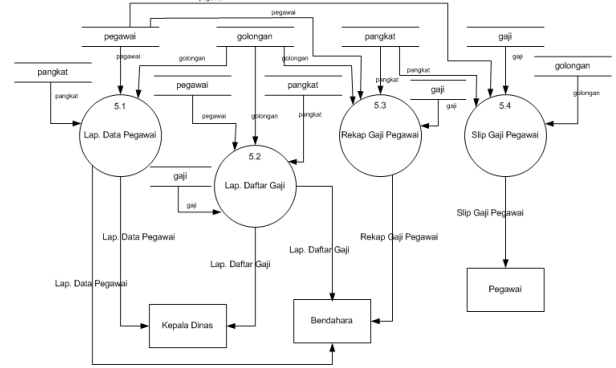 pegawai
pegawai
pegawai
golongan
pangkat
gaji
pegawai
golongan
golongan
pangkat
pangkat
gaji
golongan
pangkat
pangkat
pegawai
pegawai
golongan
pangkat
pangkat
gaji
gaji
golongan
5.1
Lap. Data Pegawai
5.3
Rekap Gaji Pegawai
5.4
Slip Gaji Pegawai
5.2
Lap. Daftar Gaji
gaji
gaji
Lap. Data Pegawai
Lap. Daftar Gaji
Rekap Gaji Pegawai
Slip Gaji Pegawai
Lap. Daftar Gaji
Lap. Data Pegawai
Pegawai
Kepala Dinas
Bendahara